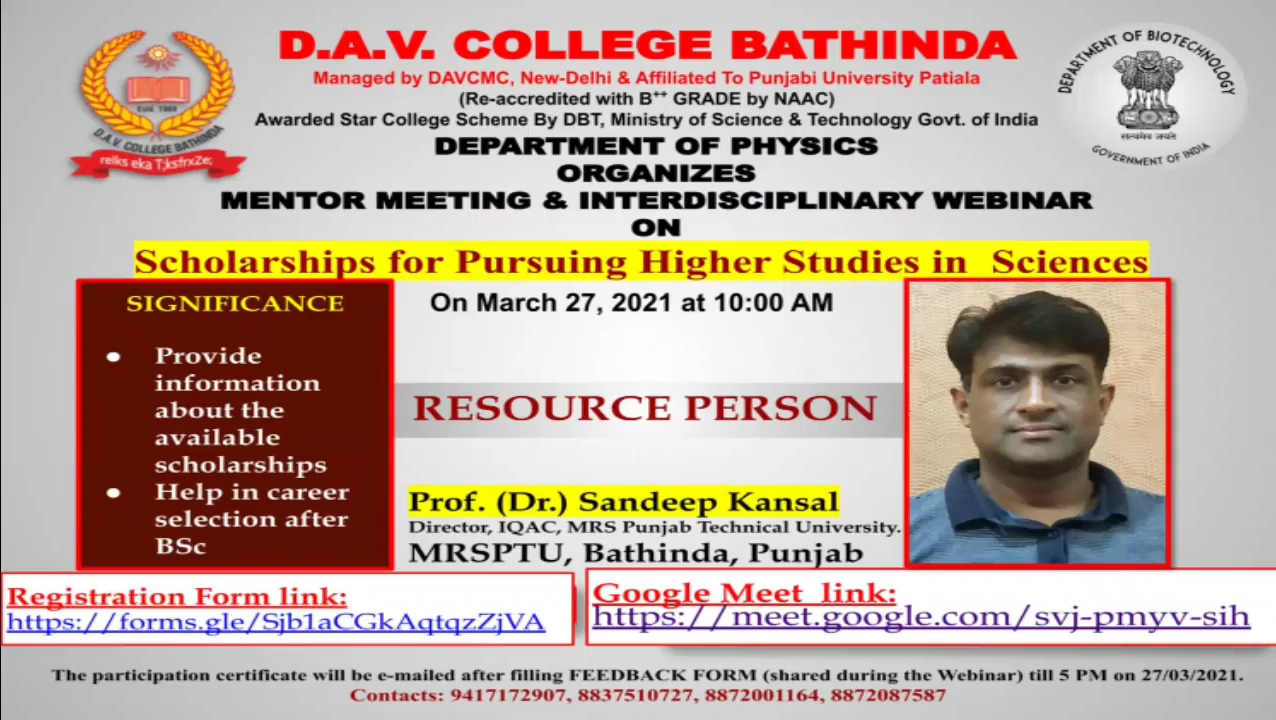 D.A.V. COLLEGE BATHINDA
Managed by DAVCMC, New-Delhi & Affiliated To Punjabi University Patiala
(Re-accredited with B++ GRADE by NAAC)
Awarded Star College Scheme By DBT, Ministry of Science & Technology Govt. of India
DEPARTMENT OF PHYSICS
ORGANIZES
MENTOR MEETING & INTERDISCIPLINARY WEBINAR
ON
Scholarships for Pursuing Higher Studies in Sciences
Estd. 1969
D.A.V. COLLEGE BATHINDA
reiks eka T;ksfrxZe;
DEPARTMENT OF BIOTECHNOLOGY
सत्यमेव जयते
GOVERNMENT OF INDIA
SIGNIFICANCE
● Provide
information
about the
available
scholarships
● Help in career
selection after
BSc
On March 27, 2021 at 10:00 AM
RESOURCE PERSON
Prof. (Dr.) Sandeep Kansal
Director, IQAC, MRS Punjab Technical University.
MRSPTU, Bathinda, Punjab
Registration Form link:
https://forms.gle/Sjb1aCGkAqtqzZjVA
Google Meet link:
https://meet.google.com/svj-pmyv-sih
The participation certificate will be e-mailed after filling FEEDBACK FORM (shared during the Webinar) till 5 PM on 27/03/2021.
Contacts: 9417172907, 8837510727, 8872001164, 8872087587